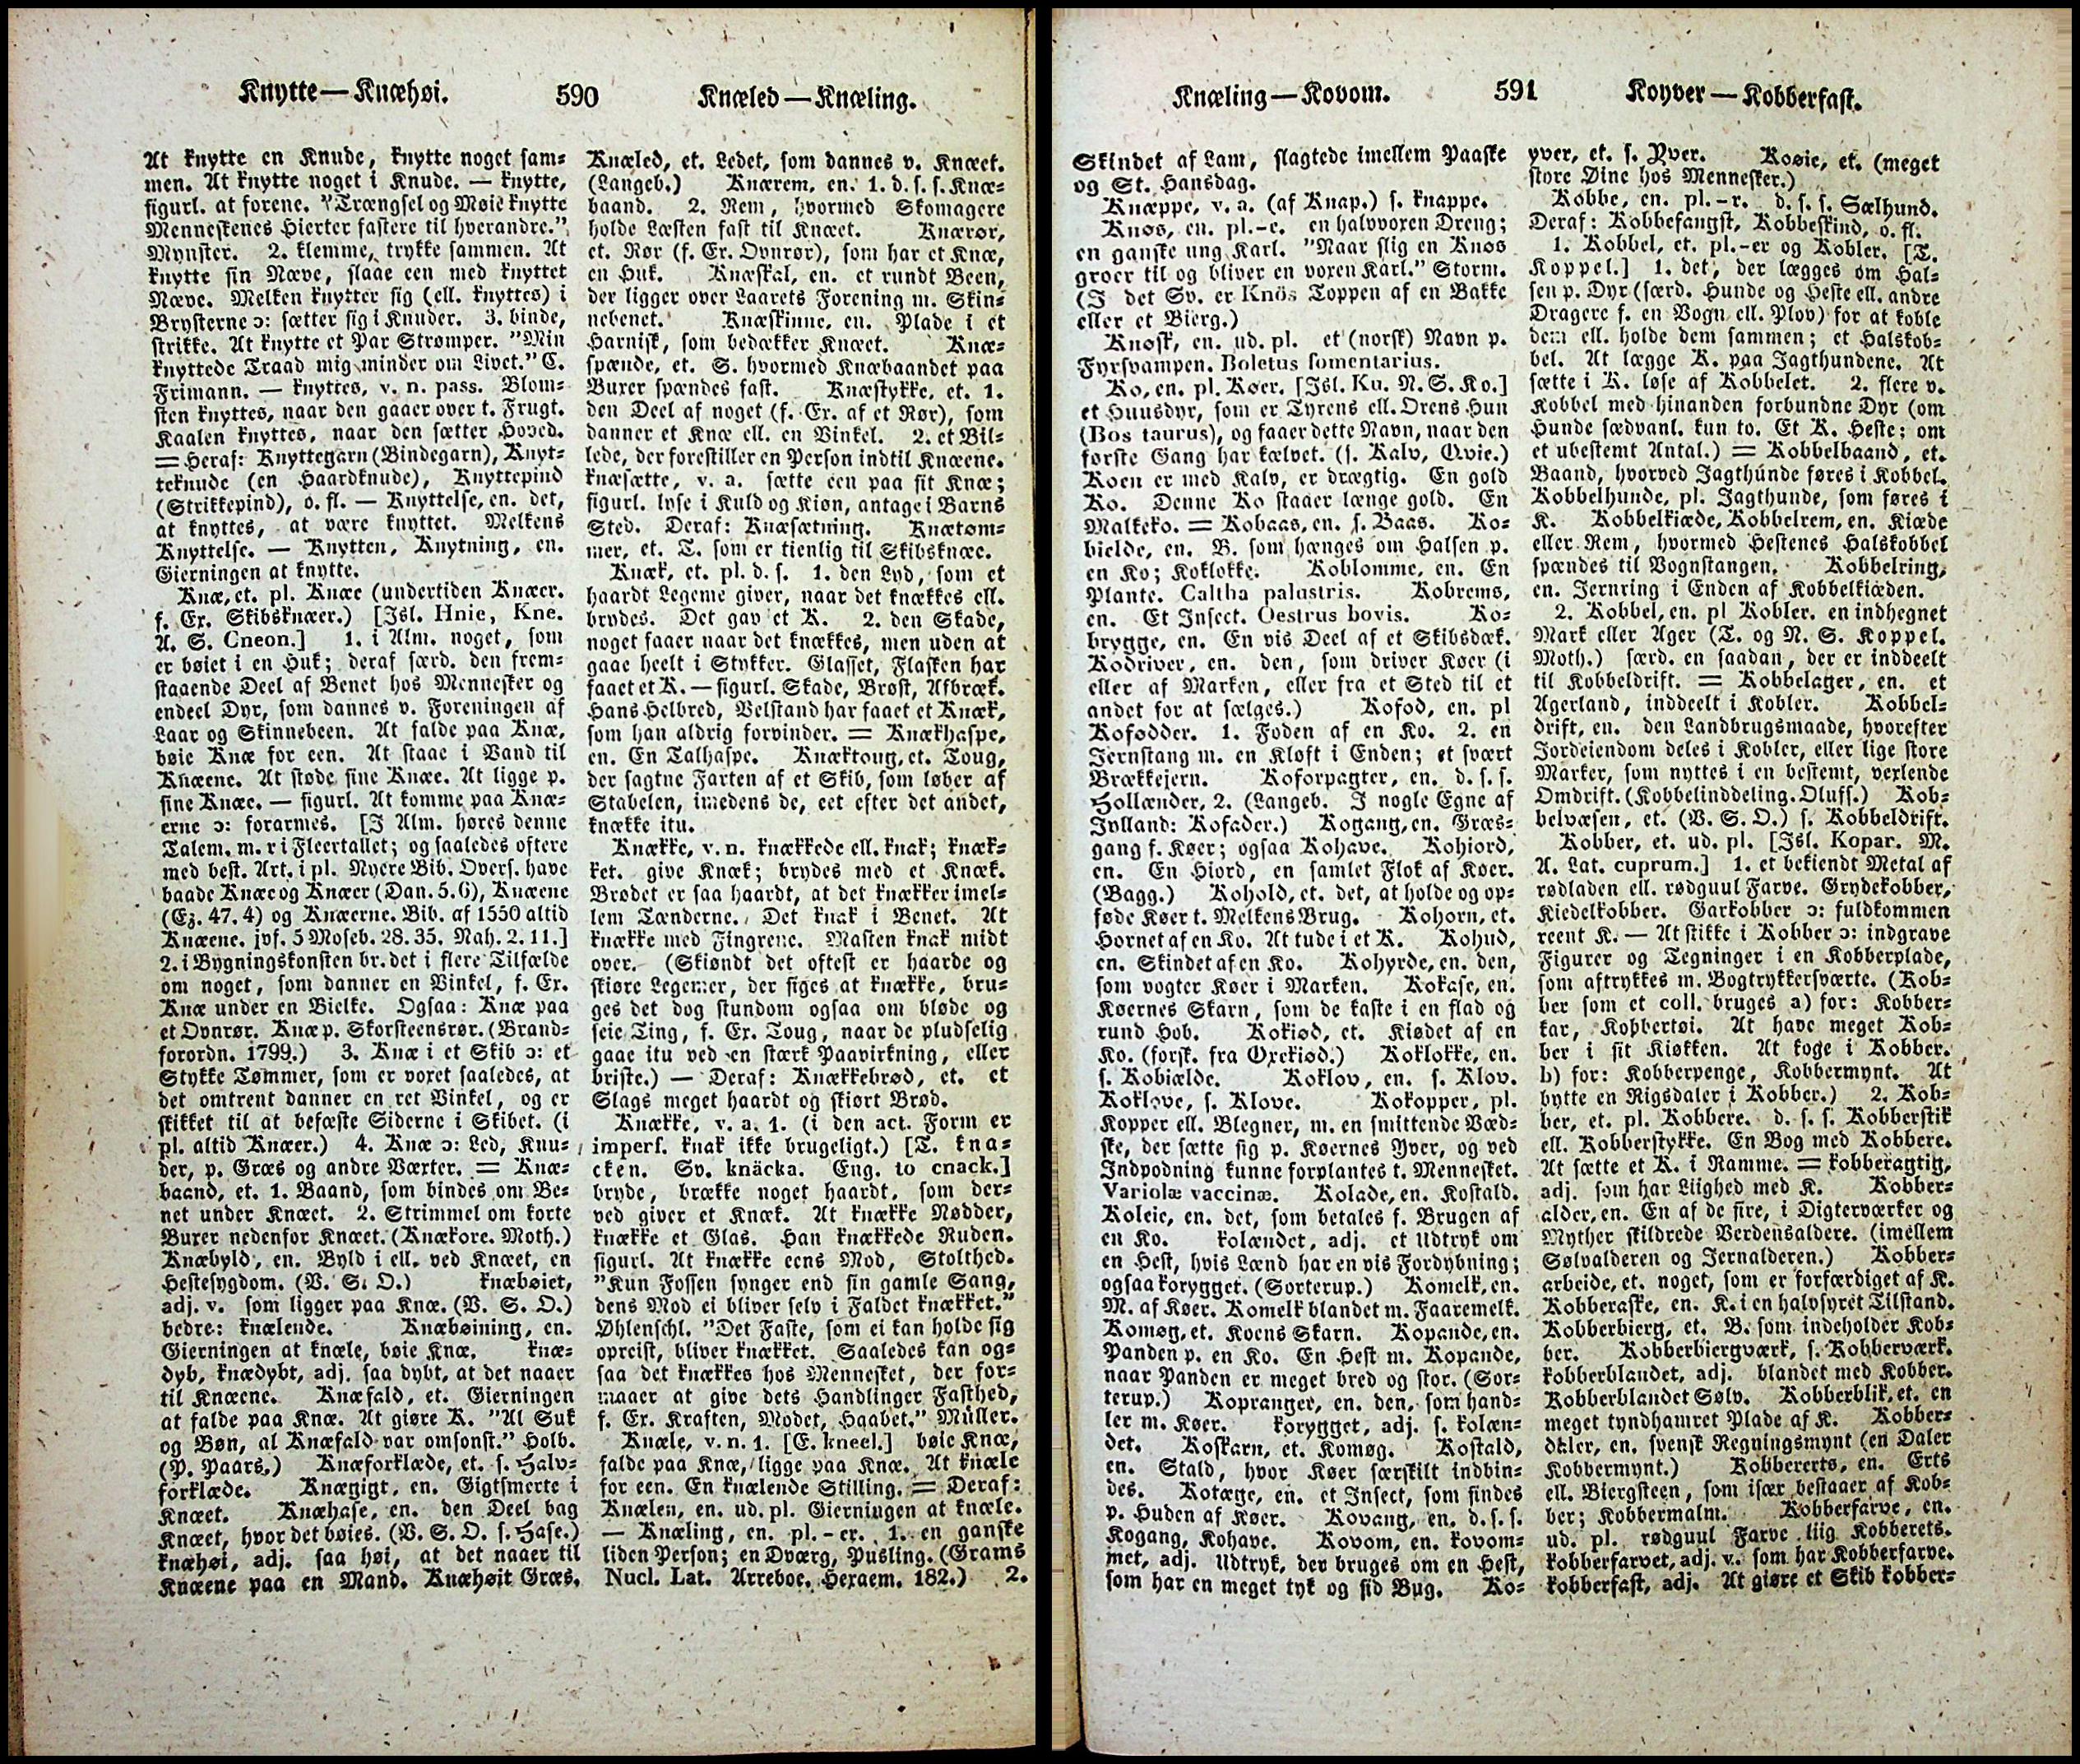 Knytte — Knæhøi. 590 Knæled — Knæling.
At knytte en Knude, knytte noget sam-
men. At knytte noget i Knude. — knytte,
figurl. at forene. "Trængsel og Møie knytte
Menneskenes Hierter fastere til hverandre."
Mynster. 2. klemme, trykke sammen. At
knytte sin Næve, slaae een med knyttet
Næve. Melken knytter sig (ell. knyttes) i
Brysterne ɔ: sætter sig i Knuder. 3. binde,
strikke. At knytte et Par Strømper. "Min
knyttede Traad mig minder om Livet." C.
Frimann. — knyttes, v. n. pass. Blom-
sten knyttes, naar den gaaer over t. Frugt.
Kaalen knyttes, naar den sætter Hoved.
= Heraf: Knyttegarn (Bindegarn), Knyt-
teknude (en Haardknude), Knyttepind
(Strikkepind), o. fl. — Knyttelse, en. det,
at knyttes, at være knyttet. Melkens
Knyttelse. — Knytten, Knytning, en.
Gierningen at knytte.
Knæ, et. pl. Knæe (undertiden Knæer.
f. Ex. Skibsknæer.) [Isl. Hnie, Kne.
A. S. Cneon.] 1. i Alm. noget, som
er bøiet i en Huk; deraf særd. den frem-
staaende Deel af Benet hos Mennesker og
endeel Dyr, som dannes v. Foreningen af
Laar og Skinnebeen. At falde paa Knæ,
bøie Knæ for een. At staae i Vand til
Knæene. At støde sine Knæe. At ligge p.
sine Knæe. — figurl. At komme paa Knæ-
erne ɔ: forarmes. [I Alm. høres denne
Talem. m. r i Fleertallet; og saaledes oftere
med best. Art. i pl. Nyere Bib. Overs. have
baade Knæe og Knæer (Dan. 5. 6), Knæene
(Ez. 47. 4) og Knæerne. Bib. af 1550 altid
Knæene. jvf. 5 Moseb. 28. 35. Nah. 2. 11.]
2. i Bygningskonsten br. det i flere Tilfælde
om noget, som danner en Vinkel, f. Ex.
Knæ under en Bielke. Ogsaa: Knæ paa
et Ovnrør. Knæ p. Skorsteensrør. (Brand-
forordn. 1799.) 3. Knæ i et Skib ɔ: et
Stykke Tømmer, som er voxet saaledes, at
det omtrent danner en ret Vinkel, og er
skikket til at befæste Siderne i Skibet. (i
pl. altid Knæer.) 4. Knæ ɔ: Led, Knu-
der, p. Græs og andre Væxter. = Knæ-
baand, et. 1. Baand, som bindes om Be-
net under Knæet. 2. Strimmel om korte
Buxer nedenfor Knæet. (Knækore. Moth.)
Knæbyld, en. Byld i ell. ved Knæet, en
Hestesygdom. (V. S. O.) knæbøiet,
adj. v. som ligger paa Knæ. (V. S. O.)
bedre: knælende. Knæbøining, en.
Gierningen at knæle, bøie Knæ. knæ-
dyb, knædybt, adj. saa dybt, at det naaer
til Knæene. Knæfald, et. Gierningen
at falde paa Knæ. At giøre K. "Al Suk
og Bøn, al Knæfald var omsonst." Holb.
(P. Paars.) Knæforklæde, et. s. Halv-
forklæde. Knægigt, en. Gigtsmerte i
Knæet. Knæhase, en. den Deel bag
Knæet, hvor det bøies. (V. S. O. s. Hase.)
knæhøi, adj. saa høi, at det naaer til
Knæene paa en Mand. Knæhøit Græs.
Knæled, et. Ledet, som dannes v. Knæet.
(Langeb.) Knærem, en. 1. d. s. s. Knæ-
baand. 2. Rem, hvormed Skomagere
holde Læsten fast til Knæet. Knærør,
et. Rør (f. Ex. Ovnrør), som har et Knæ,
en Huk. Knæskal, en. et rundt Been,
der ligger over Laarets Forening m. Skin-
nebenet. Knæskinne, en. Plade i et
Harnisk, som bedækker Knæet. Knæ-
spænde, et. S. hvormed Knæbaandet paa
Buxer spændes fast. Knæstykke, et. 1.
den Deel af noget (f. Ex. af et Rør), som
danner et Knæ ell. en Vinkel. 2. et Bil-
lede, der forestiller en Person indtil Knæene.
knæsætte, v. a. sætte een paa sit Knæ;
figurl. lyse i Kuld og Kiøn, antage i Barns
Sted. Deraf: Knæsætning. Knætøm-
mer, et. T. som er tienlig til Skibsknæe.
Knæk, et. pl. d. s. 1. den Lyd, som et
haardt Legeme giver, naar det knækkes ell.
brydes. Det gav et K. 2. den Skade,
noget faaer naar det knækkes, men uden at
gaae heelt i Stykker. Glasset, Flasken har
faaet et K. — figurl. Skade, Brøst, Afbræk.
Hans Helbred, Velstand har faaet et Knæk,
som han aldrig forvinder. = Knækhaspe,
en. En Talhaspe. Knæktoug, et. Toug,
der sagtne Farten af et Skib, som løber af
Stabelen, imedens de, eet efter det andet,
knække itu.
Knække, v. n. knækkede ell. knak; knæk-
ket. give Knæk; brydes med et Knæk.
Brødet er saa haardt, at det knækker imel-
lem Tænderne. Det knak i Benet. At
knække med Fingrene. Masten knak midt
over. (Skiøndt det oftest er haarde og
skiøre Legemer, der siges at knække, bru-
ges det dog stundom ogsaa om bløde og
seie Ting, f. Ex. Toug, naar de pludselig
gaae itu ved en stærk Paavirkning, eller
briste.) — Deraf: Knækkebrød, et. et
Slags meget haardt og skiørt Brød.
Knække, v. a. 1. (i den act. Form er
imperf. knak ikke brugeligt.) [T. kna-
cken. Sv. knäcka. Eng. to cnack.]
bryde, brække noget haardt, som der-
ved giver et Knæk. At knække Nødder,
knække et Glas. Han knækkede Ruden.
figurl. At knække eens Mod, Stolthed.
"Kun Fossen synger end sin gamle Sang,
dens Mod ei bliver selv i Faldet knækket."
Øhlenschl. "Det Faste, som ei kan holde sig
opreist, bliver knækket. Saaledes kan og-
saa det knækkes hos Mennesket, der for-
maaer at give dets Handlinger Fasthed,
f. Ex. Kraften, Modet, Haabet." Müller.
Knæle, v. n. 1. [E. kneel.] bøie Knæ,
falde paa Knæ, ligge paa Knæ. At knæle
for een. En knælende Stilling. = Deraf:
Knælen, en. ud. pl. Gierningen at knæle.
— Knæling, en. pl. -er. 1. en ganske
liden Person; en Dværg, Pusling. (Grams
Nucl. Lat. Arreboe. Hexaem. 182.) 2.
Knæling — Kovom. 591 Koyver — Kobberfast.
Skindet af Lam, slagtede imellem Paaske
og St. Hansdag.
Knæppe, v. a. (af Knap.) s. knappe.
Knøs, en. pl. -e. en halvvoxen Dreng;
en ganske ung Karl. "Naar slig en Knøs
groer til og bliver en voxen Karl." Storm.
(I det Sv. er Knös Toppen af en Bakke
eller et Bierg.)
Knøsk, en. ud. pl. et (norsk) Navn p.
Fyrsvampen. Boletus fomentarius.
Ko, en. pl. Køer. [Isl. Ku. N. S. Ko.]
et Huusdyr, som er Tyrens ell. Oxens Hun
(Bos taurus), og faaer dette Navn, naar den
første Gang har kælvet. (s. Kalv, Qvie.)
Koen er med Kalv, er drægtig. En gold
Ko. Denne Ko staaer længe gold. En
Malkeko. = Kobaas, en. s. Baas. Ko-
bielde, en. B. som hænges om Halsen p.
en Ko; Koklokke. Koblomme, en. En
Plante. Caltha palustris. Kobrems,
en. Et Insect. Oestrus bovis. Ko-
brygge, en. En vis Deel af et Skibsdæk.
Kodriver, en. den, som driver Køer (i
eller af Marken, eller fra et Sted til et
andet for at sælges.) Kofod, en. pl
Kofødder. 1. Foden af en Ko. 2. en
Jernstang m. en Kløft i Enden; et svært
Brækkejern. Koforpagter, en. d. s. s.
Hollænder, 2. (Langeb. I nogle Egne af
Jylland: Kofader.) Kogang, en. Græs-
gang f. Køer; ogsaa Kohave. Kohiord,
en. En Hiord, en samlet Flok af Køer.
(Bagg.) Kohold, et. det, at holde og op-
føde Køer t. Melkens Brug. Kohorn, et.
Hornet af en Ko. At tude i et K. Kohud,
en. Skindet af en Ko. Kohyrde, en. den,
som vogter Køer i Marken. Kokase, en.
Køernes Skarn, som de kaste i en flad og
rund Hob. Kokiød, et. Kiødet af en
Ko. (forsk. fra Oxekiød.) Koklokke, en.
s. Kobiælde. Koklov, en. s. Klov.
Koklove, s. Klove. Kokopper, pl.
Kopper ell. Blegner, m. en smittende Væd-
ske, der sætte sig p. Køernes Yver, og ved
Indpodning kunne forplantes t. Mennesket.
Variolæ vaccinæ. Kolade, en. Kostald.
Koleie, en. det, som betales f. Brugen af
en Ko. kolændet, adj. et Udtryk om
en Hest, hvis Lænd har en vis Fordybning;
ogsaa korygget. (Sorterup.) Komelk, en.
M. af Køer. Komelk blandet m. Faaremelk.
Komøg, et. Koens Skarn. Kopande, en.
Panden p. en Ko. En Hest m. Kopande,
naar Panden er meget bred og stor. (Sor-
terup.) Kopranger, en. den, som hand-
ler m. Køer. korygget, adj. s. kolæn-
det. Koskarn, et. Komøg. Kostald,
en. Stald, hvor Køer særskilt indbin-
des. Kotæge, en. et Insect, som findes
p. Huden af Køer. Kovang, en. d. s. s.
Kogang, Kohave. Kovom, en. kovom-
met, adj. Udtryk, der bruges om en Hest,
som har en meget tyk og sid Bug. Ko-
yver, et. s. Yver. Koøie, et. (meget
store Øine hos Mennesker.)
Kobbe, en. pl. -r. d. s. s. Sælhund.
Deraf: Kobbefangst, Kobbeskind, o. fl.
1. Kobbel, et. pl. -er og Kobler. [T.
Koppel.] 1. det, der lægges om Hal-
sen p. Dyr (særd. Hunde og Heste ell. andre
Dragere f. en Vogn ell. Plov) for at koble
dem ell. holde dem sammen; et Halskob-
bel. At lægge K. paa Jagthundene. At
sætte i K. løse af Kobbelet. 2. flere v.
Kobbel med hinanden forbundne Dyr (om
Hunde sædvanl. kun to. Et K. Heste; om
et ubestemt Antal.) = Kobbelbaand, et.
Baand, hvorved Jagthunde føres i Kobbel.
Kobbelhunde, pl. Jagthunde, som føres i
K. Kobbelkiæde, Kobbelrem, en. Kiæde
eller Rem, hvormed Hestenes Halskobbel
spændes til Vognstangen. Kobbelring,
en. Jernring i Enden af Kobbelkiæden.
2. Kobbel, en. pl Kobler. en indhegnet
Mark eller Ager (T. og N. S. Koppel.
Moth.) særd. en saadan, der er inddeelt
til Kobbeldrift. = Kobbelager, en. et
Agerland, inddeelt i Kobler. Kobbel-
drift, en. den Landbrugsmaade, hvorefter
Jordeiendom deles i Kobler, eller lige store
Marker, som nyttes i en bestemt, vexlende
Omdrift. (Kobbelinddeling. Olufs.) Kob-
belvæsen, et. (V. S. O.) s. Kobbeldrift.
Kobber, et. ud. pl. [Isl. Kopar. M.
A. Lat. cuprum.] 1. et bekiendt Metal af
rødladen ell. rødguul Farve. Grydekobber,
Kiedelkobber. Garkobber ɔ: fuldkommen
reent K. — At stikke i Kobber ɔ: indgrave
Figurer og Tegninger i en Kobberplade,
som aftrykkes m. Bogtrykkersværte. (Kob-
ber som et coll. bruges a) for: Kobber-
kar, Kobbertøi. At have meget Kob-
ber i sit Kiøkken. At koge i Kobber.
b) for: Kobberpenge, Kobbermynt. At
bytte en Rigsdaler i Kobber.) 2. Kob-
ber, et. pl. Kobbere. d. s. s. Kobberstik
ell. Kobberstykke. En Bog med Kobbere.
At sætte et K. i Ramme. = kobberagtig,
adj. som har Liighed med K. Kobber-
alder, en. En af de fire, i Digterværker og
Myther skildrede Verdensaldere. (imellem
Sølvalderen og Jernalderen.) Kobber-
arbeide, et. noget, som er forfærdiget af K.
Kobberaske, en. K. i en halvsyret Tilstand.
Kobberbierg, et. B. som indeholder Kob-
ber. Kobberbiergværk, s. Kobberværk.
kobberblandet, adj. blandet med Kobber.
Kobberblandet Sølv. Kobberblik, et. en
meget tyndhamret Plade af K. Kobber-
daler, en. svensk Regningsmynt (en Daler
Kobbermynt.) Kobbererts, en. Erts
ell. Biergsteen, som især bestaaer af Kob-
ber; Kobbermalm. Kobberfarve, en.
ud. pl. rødguul Farve liig Kobberets.
kobberfarvet, adj. v. som har Kobberfarve.
kobberfast, adj. At giøre et Skib kobber-